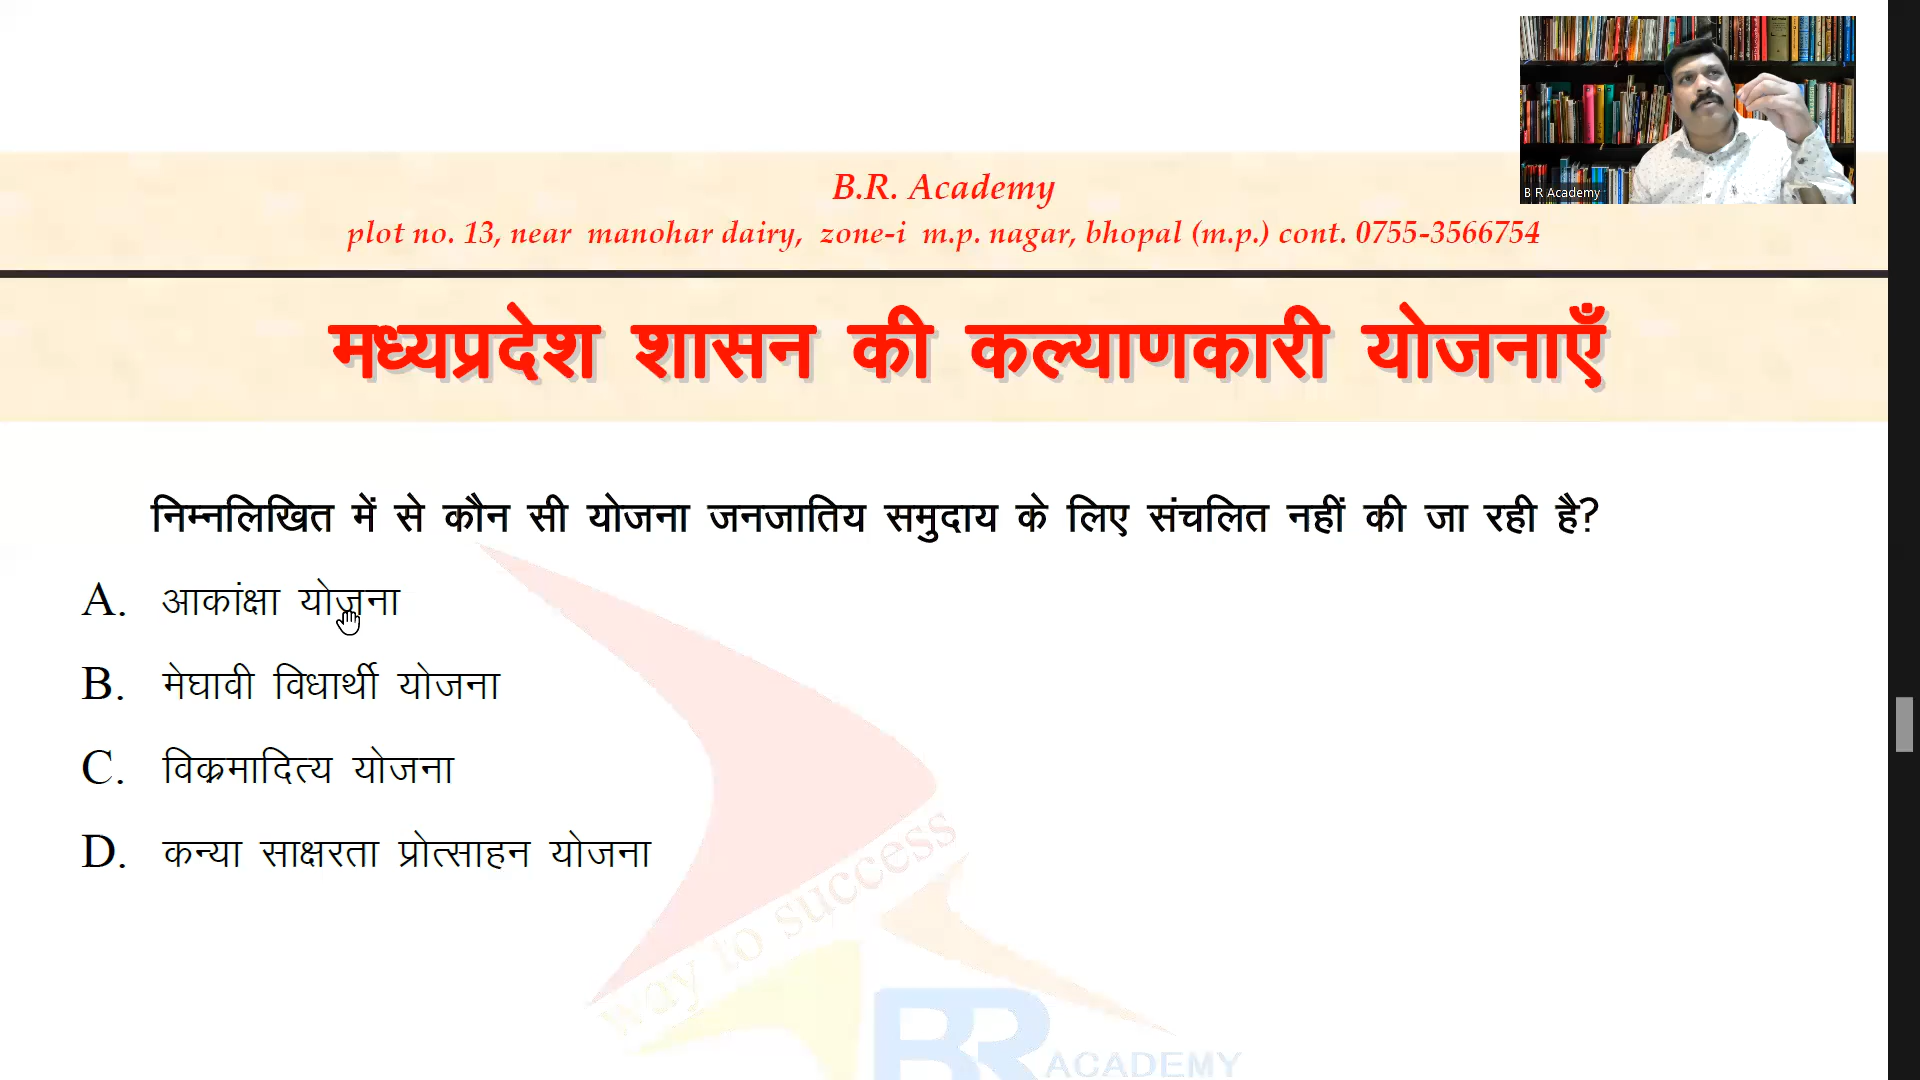 B R Academy
B.R. Academy
plot no. 13, near manohar dairy, zone-i m.p. nagar, bhopal (m.p.) cont. 0755-3566754
मध्यप्रदेश शासन की कल्याणकारी योजनाएँ
निम्नलिखित में से कौन सी योजना जनजातिय समुदाय के लिए संचलित नहीं की जा रही है?
A. आकांक्षा योजना
B. मेघावी विधार्थी योजना
C. विक्रमादित्य योजना
D. कन्या साक्षरता प्रोत्साहन योजना
way to success
BR ACADEMY